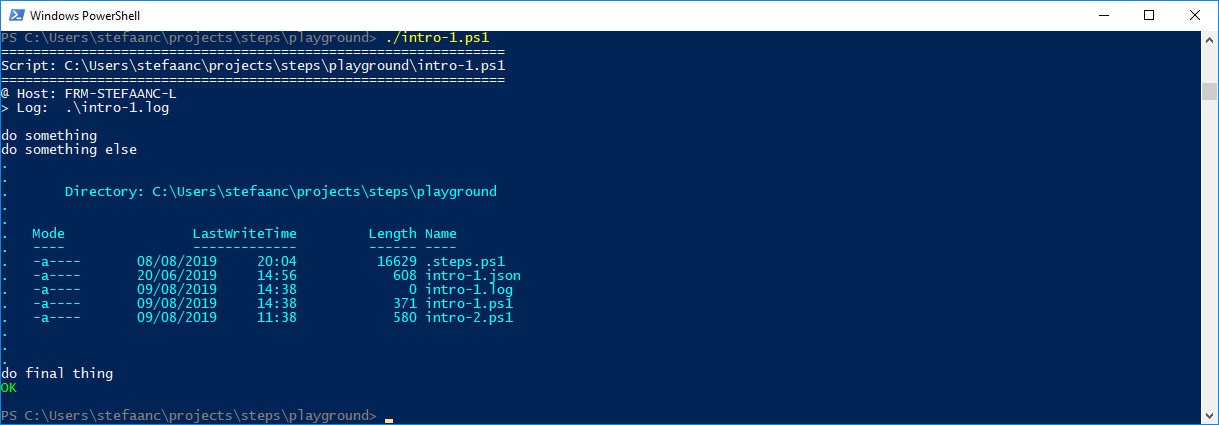 Windows PowerShell
PS C:\Users\stefaanc\projects\steps\playground> ./intro-1.ps1
===============================================================
Script: C:\Users\stefaanc\projects\steps\playground\intro-1.ps1
===============================================================
@ Host: FRM-STEFAANC-L
> Log:  .\intro-1.log

do something
do something else
.
.
.       Directory: C:\Users\stefaanc\projects\steps\playground
.
.
.   Mode                LastWriteTime         Length Name
.   ----                -------------         ------ ----
.   -a----       08/08/2019     20:04          16629 .steps.ps1
.   -a----       20/06/2019     14:56            608 intro-1.json
.   -a----       09/08/2019     14:38              0 intro-1.log
.   -a----       09/08/2019     14:38            371 intro-1.ps1
.   -a----       09/08/2019     11:38            580 intro-2.ps1
.
.
.
do final thing
OK

PS C:\Users\stefaanc\projects\steps\playground>